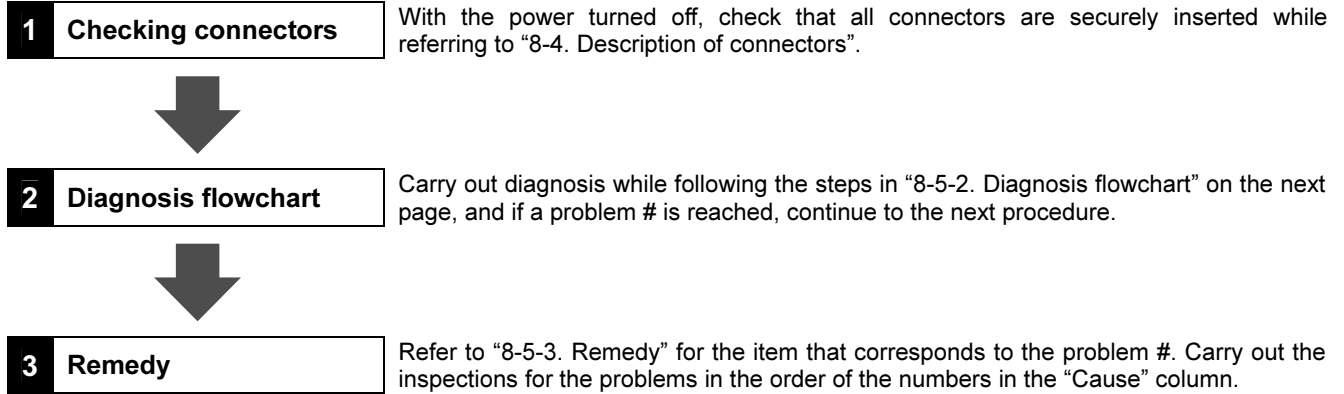 1 Checking connectors
With the power turned off, check that all connectors are securely inserted while
referring to “8-4. Description of connectors”.
2 Diagnosis flowchart
Carry out diagnosis while following the steps in “8-5-2. Diagnosis flowchart” on the next
page, and if a problem # is reached, continue to the next procedure.
3 Remedy
Refer to “8-5-3. Remedy” for the item that corresponds to the problem #. Carry out the
inspections for the problems in the order of the numbers in the “Cause” column.